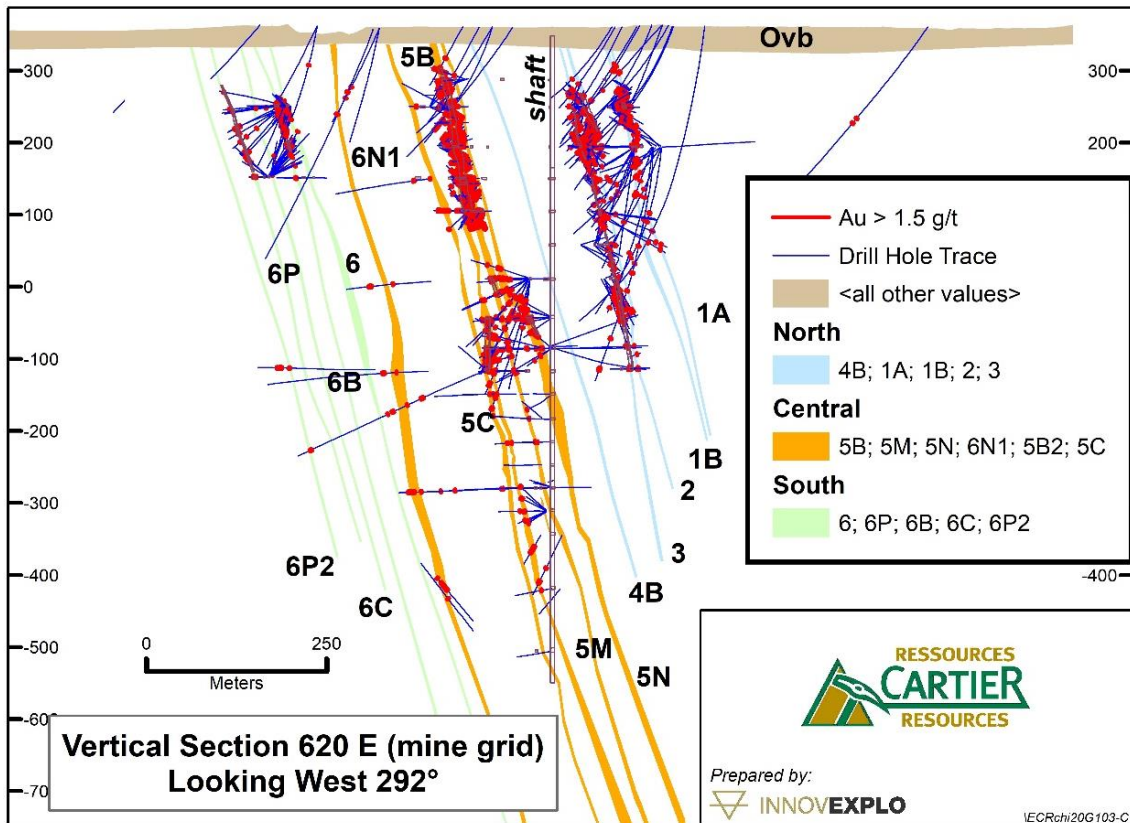 Ovb
5B
shaft
300
300
200
200
6N1
100
6P
6
0
1A
-100
6B
5C
-200
1B
2
-300
3
6P2
4B
-400
-400
6C
5M
5N
-500
-600
-700
0
250
Meters
Au > 1.5 g/t
Drill Hole Trace
<all other values>
North
4B; 1A; 1B; 2; 3
Central
5B; 5M; 5N; 6N1; 5B2; 5C
South
6; 6P; 6B; 6C; 6P2
Vertical Section 620 E (mine grid)
Looking West 292°
RESSOURCES
CARTIER
RESOURCES
Prepared by:
INNOVEXPLO
\ECRchi20G103-C